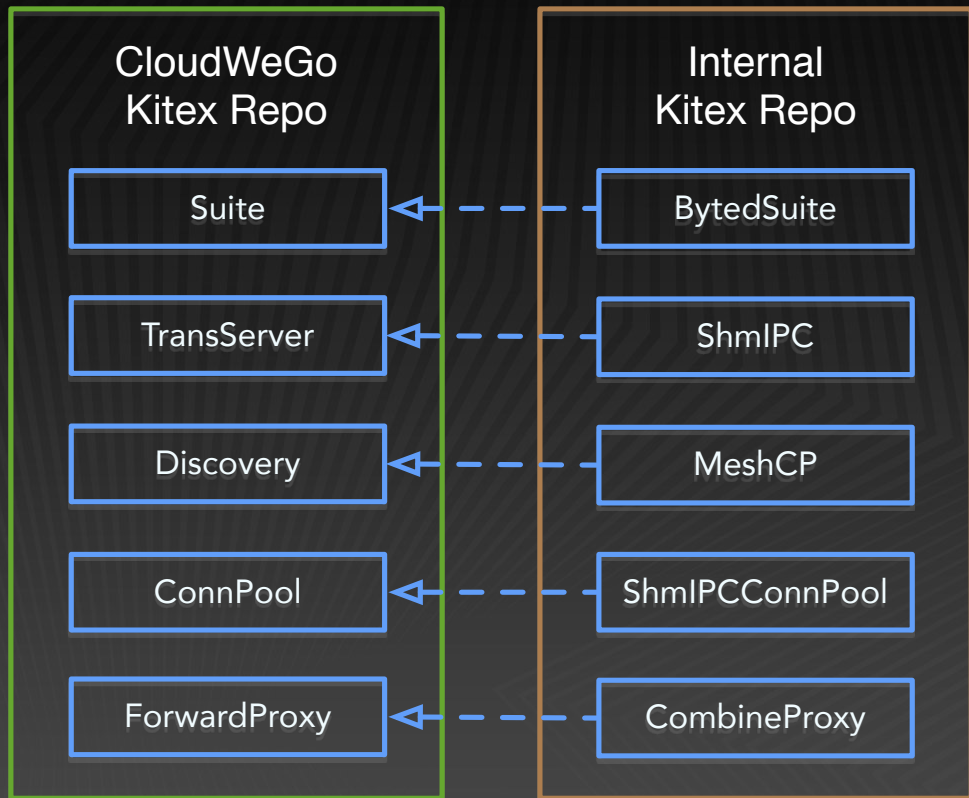 CloudWeGo
Kitex Repo
Suite
TransServer
Discovery
ConnPool
ForwardProxy
Internal
Kitex Repo
BytedSuite
ShmIPC
MeshCP
ShmIPCConnPool
CombineProxy